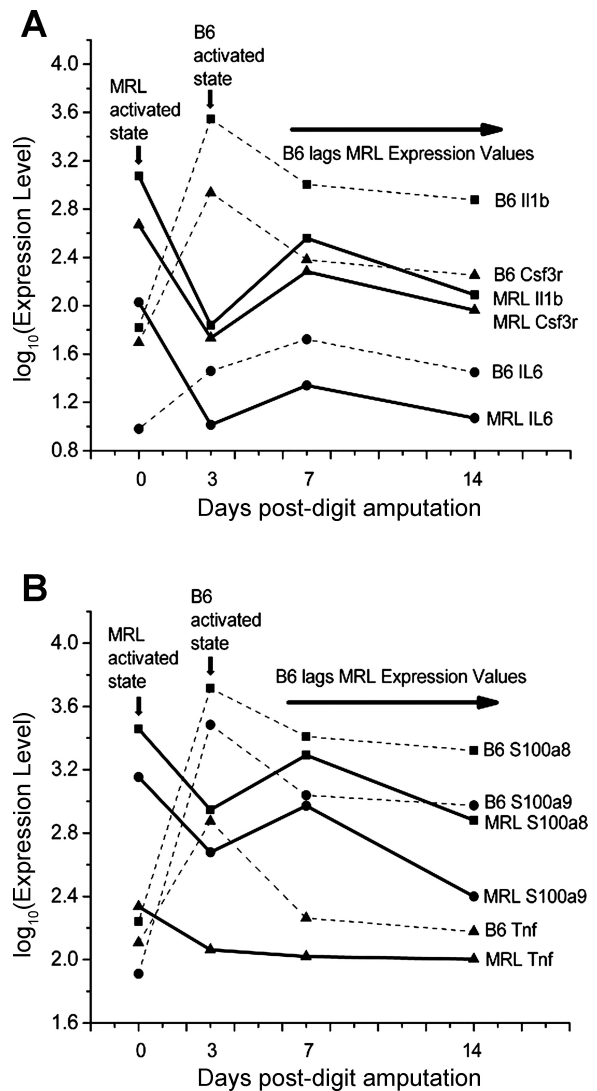 A
B6
activated
state
MRL
activated
state
B6 lags MRL Expression Values
4.0
3.6
3.2
2.8
2.4
2.0
1.6
1.2
0.8
log10(Expression Level)
B6 Il1b
B6 Csf3r
MRL Il1b
MRL Csf3r
B6 IL6
MRL IL6
0 3 7 14
Days post-digit amputation
B
B6
activated
state
MRL
activated
state
B6 lags MRL Expression Values
4.0
3.6
3.2
2.8
2.4
2.0
1.6
log10(Expression Level)
B6 S100a8
B6 S100a9
MRL S100a8
MRL S100a9
B6 Tnf
MRL Tnf
0 3 7 14
Days post-digit amputation